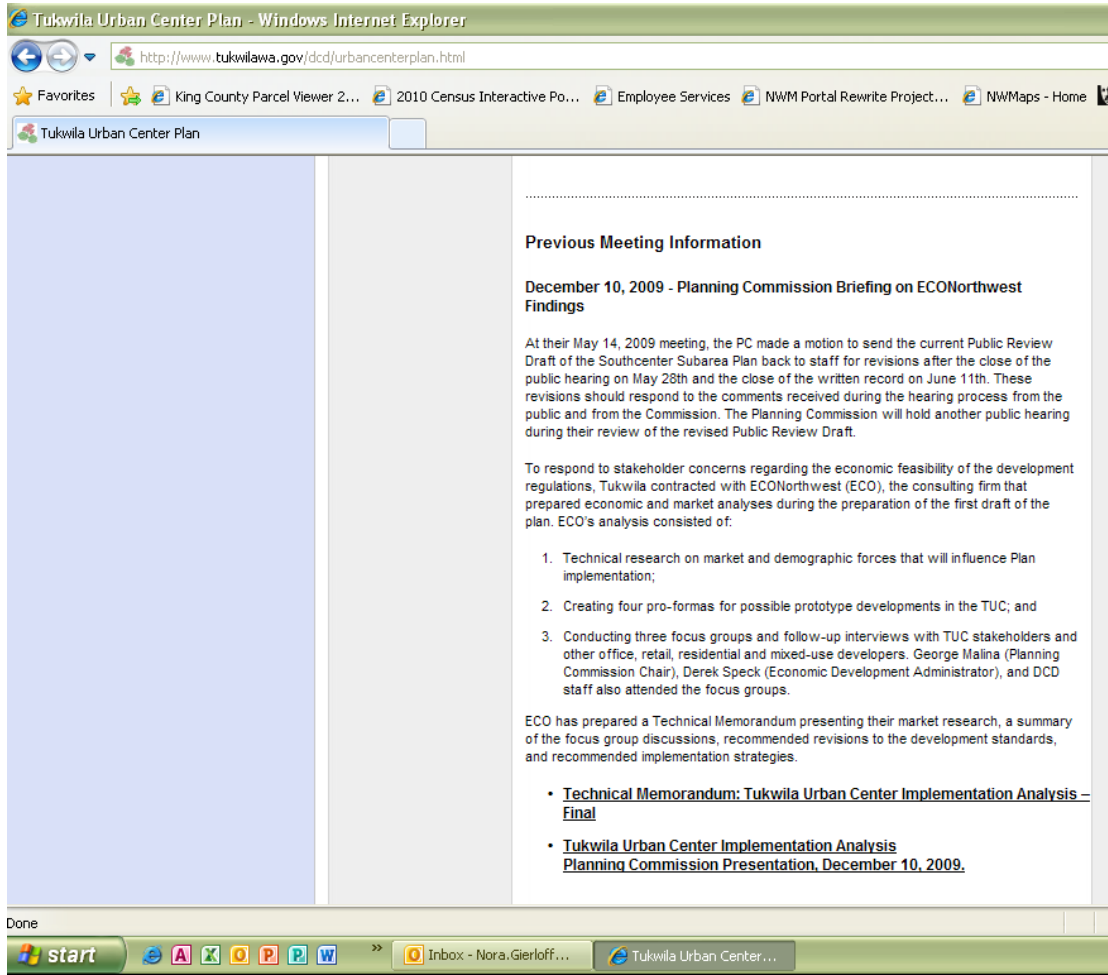 Tukwila Urban Center Plan - Windows Internet Explorer
http://www.tukwilawa.gov/dcd/urbancenterplan.html
Favorites King County Parcel Viewer 2... 2010 Census Interactive Po... Employee Services NWM Portal Rewrite Project... NWMaps - Home
Tukwila Urban Center Plan
Previous Meeting Information
December 10, 2009 - Planning Commission Briefing on ECONorthwest
Findings
At their May 14, 2009 meeting, the PC made a motion to send the current Public Review
Draft of the Southcenter Subarea Plan back to staff for revisions after the close of the
public hearing on May 28th and the close of the written record on June 11th. These
revisions should respond to the comments received during the hearing process from the
public and from the Commission. The Planning Commission will hold another public hearing
during their review of the revised Public Review Draft.
To respond to stakeholder concerns regarding the economic feasibility of the development
regulations, Tukwila contracted with ECONorthwest (ECO), the consulting firm that
prepared economic and market analyses during the preparation of the first draft of the
plan. ECO's analysis consisted of:
1. Technical research on market and demographic forces that will influence Plan
implementation;
2. Creating four pro-formas for possible prototype developments in the TUC; and
3. Conducting three focus groups and follow-up interviews with TUC stakeholders and
other office, retail, residential and mixed-use developers. George Malina (Planning
Commission Chair), Derek Speck (Economic Development Administrator), and DCD
staff also attended the focus groups.
ECO has prepared a Technical Memorandum presenting their market research, a summary
of the focus group discussions, recommended revisions to the development standards,
and recommended implementation strategies.
• Technical Memorandum: Tukwila Urban Center Implementation Analysis –
Final
• Tukwila Urban Center Implementation Analysis
Planning Commission Presentation, December 10, 2009.
Done
start » Inbox - Nora.Gierloff... Tukwila Urban Center...